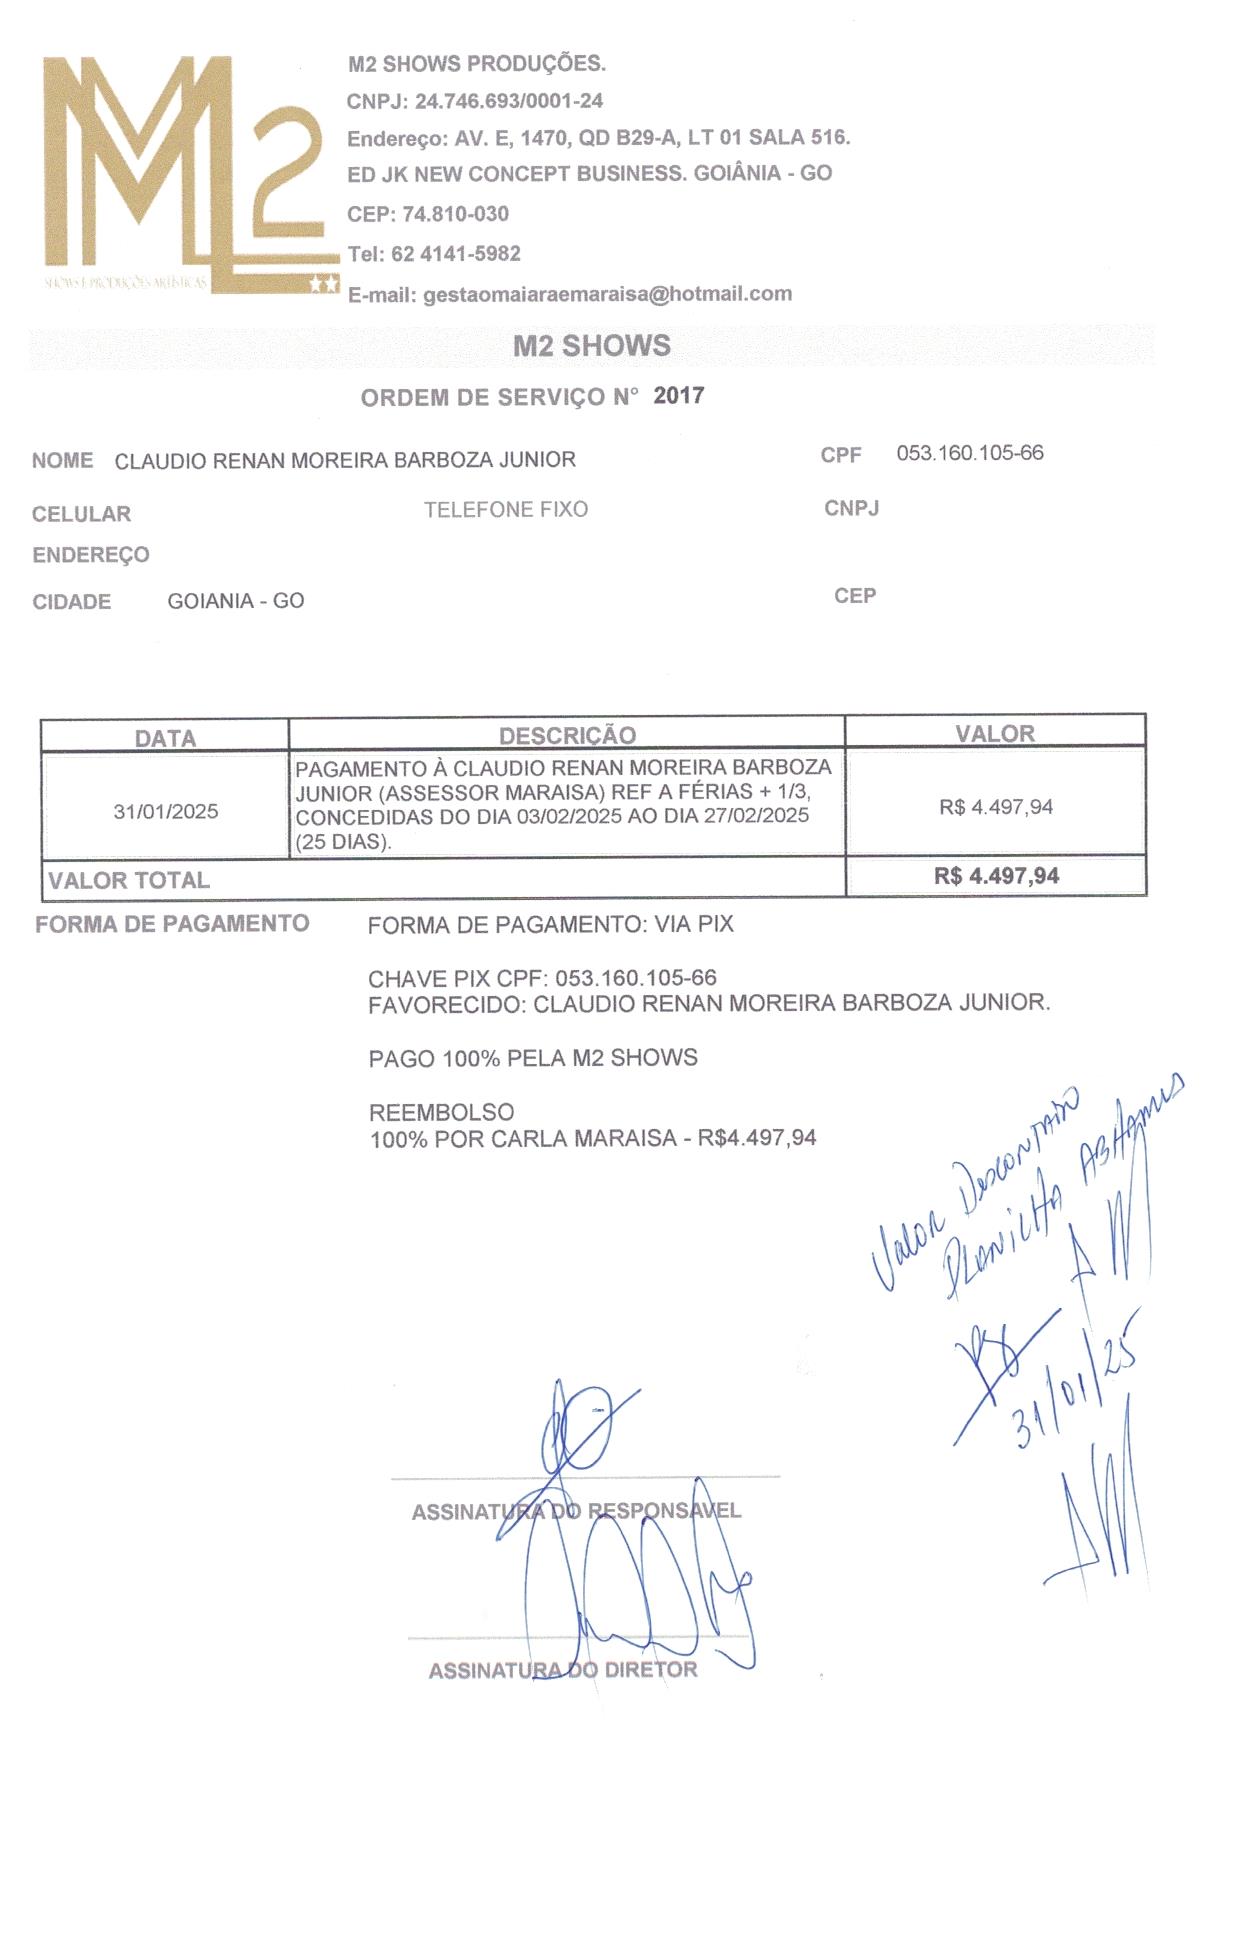 M2
SHOWS E PRODUÇÕES ARTÍSTICAS
M2 SHOWS PRODUÇÕES.
CNPJ: 24.746.693/0001-24
Endereço: AV. E, 1470, QD B29-A, LT 01 SALA 516.
ED JK NEW CONCEPT BUSINESS. GOIÂNIA - GO
CEP: 74.810-030
Tel: 62 4141-5982
E-mail: gestaomaiaraemaraisa@hotmail.com
M2 SHOWS
ORDEM DE SERVIÇO N° 2017
NOME CLAUDIO RENAN MOREIRA BARBOZA JUNIOR CPF 053.160.105-66
CELULAR TELEFONE FIXO CNPJ
ENDEREÇO
CIDADE GOIANIA - GO CEP
DATA DESCRIÇÃO VALOR
31/01/2025
PAGAMENTO À CLAUDIO RENAN MOREIRA BARBOZA
JUNIOR (ASSESSOR MARAISA) REF A FÉRIAS + 1/3,
CONCEDIDAS DO DIA 03/02/2025 AO DIA 27/02/2025
(25 DIAS).
R$ 4.497,94
VALOR TOTAL R$ 4.497,94
FORMA DE PAGAMENTO FORMA DE PAGAMENTO: VIA PIX
CHAVE PIX CPF: 053.160.105-66
FAVORECIDO: CLAUDIO RENAN MOREIRA BARBOZA JUNIOR.
PAGO 100% PELA M2 SHOWS
REEMBOLSO
100% POR CARLA MARAISA - R$4.497,94
Valor Descontado
PLANILHA
31/01/25
ASSINATURA DO RESPONSÁVEL
ASSINATURA DO DIRETOR